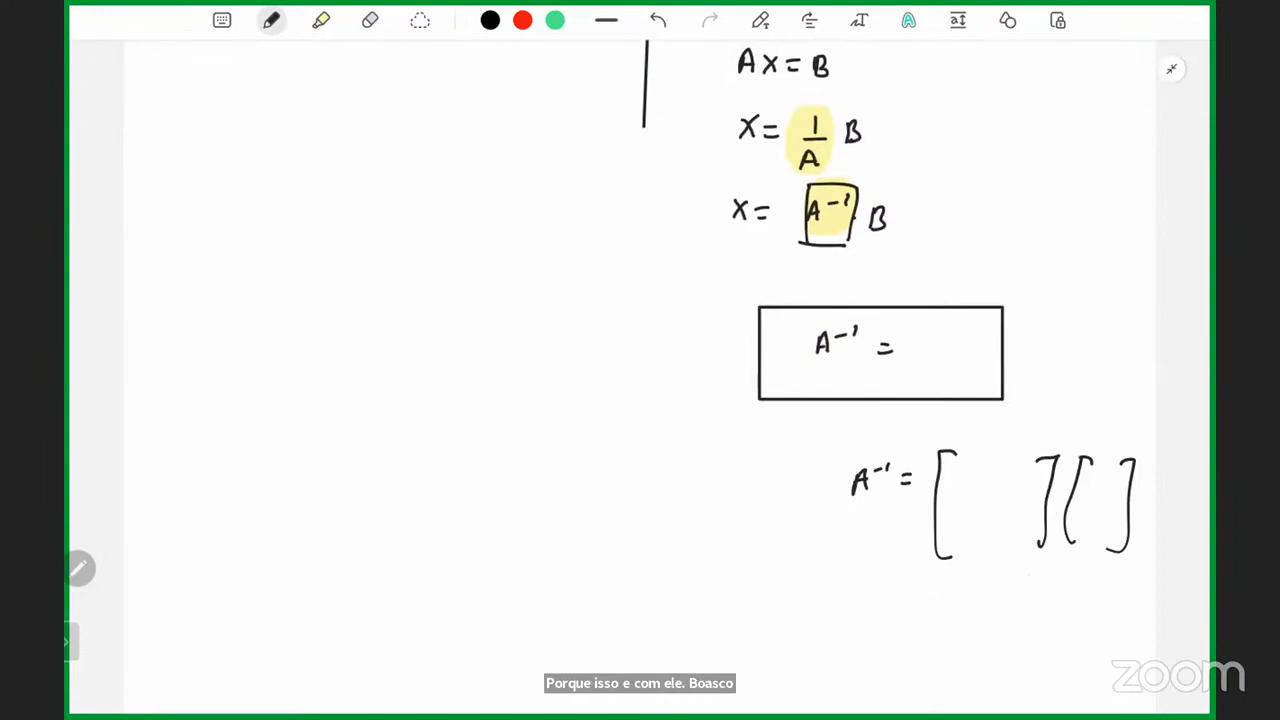 AX = B
X = 1/A B
X = A⁻¹ B
A⁻¹ =
A⁻¹ = [ ] [ ]
Porque isso e com ele. Boasco
zoom